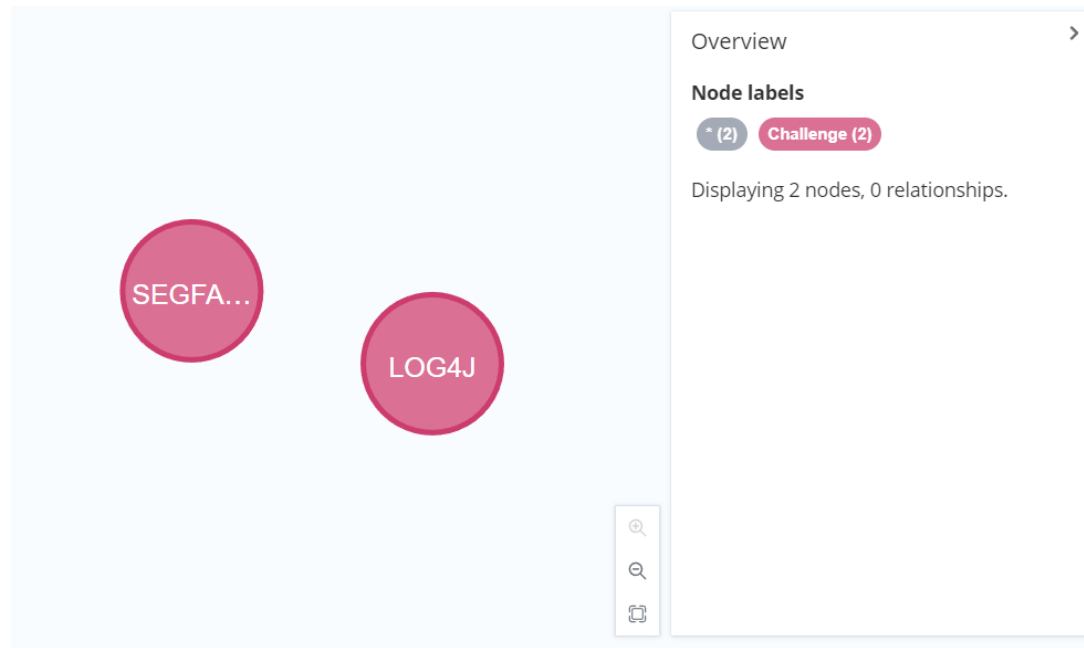 SEGFA...
LOG4J
Overview
Node labels
* (2) Challenge (2)
Displaying 2 nodes, 0 relationships.